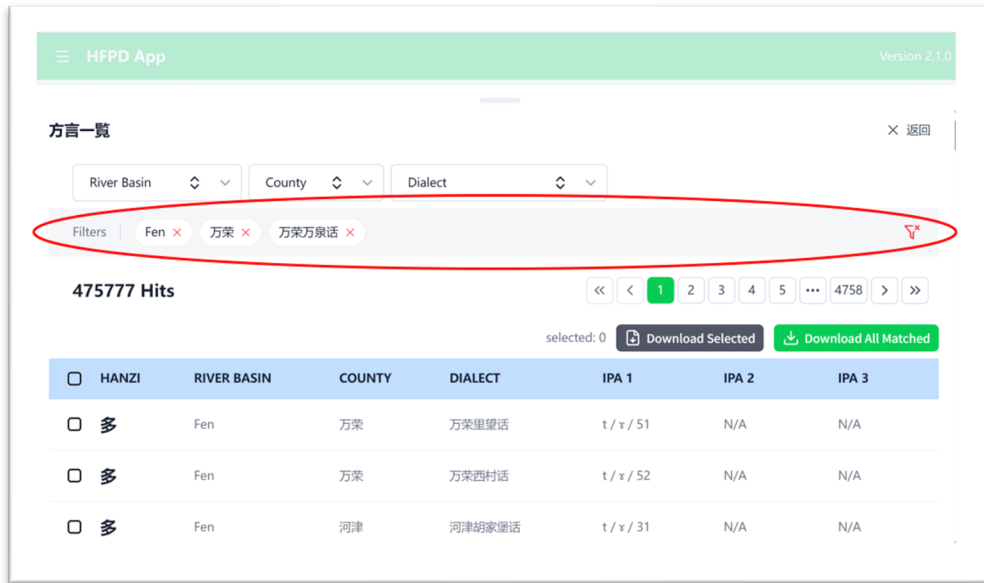 HFPD App Version 2.1.0
方言一覧 返回
River Basin County Dialect
Filters Fen 万荣 万荣万泉话
475777 Hits 1 2 3 4 5 ••• 4758
selected: 0 Download Selected Download All Matched
HANZI RIVER BASIN COUNTY DIALECT IPA 1 IPA 2 IPA 3
多 Fen 万荣 万荣里望话 t / ɤ / 51 N/A N/A
多 Fen 万荣 万荣西村话 t / ɤ / 52 N/A N/A
多 Fen 河津 河津胡家堡话 t / ɤ / 31 N/A N/A